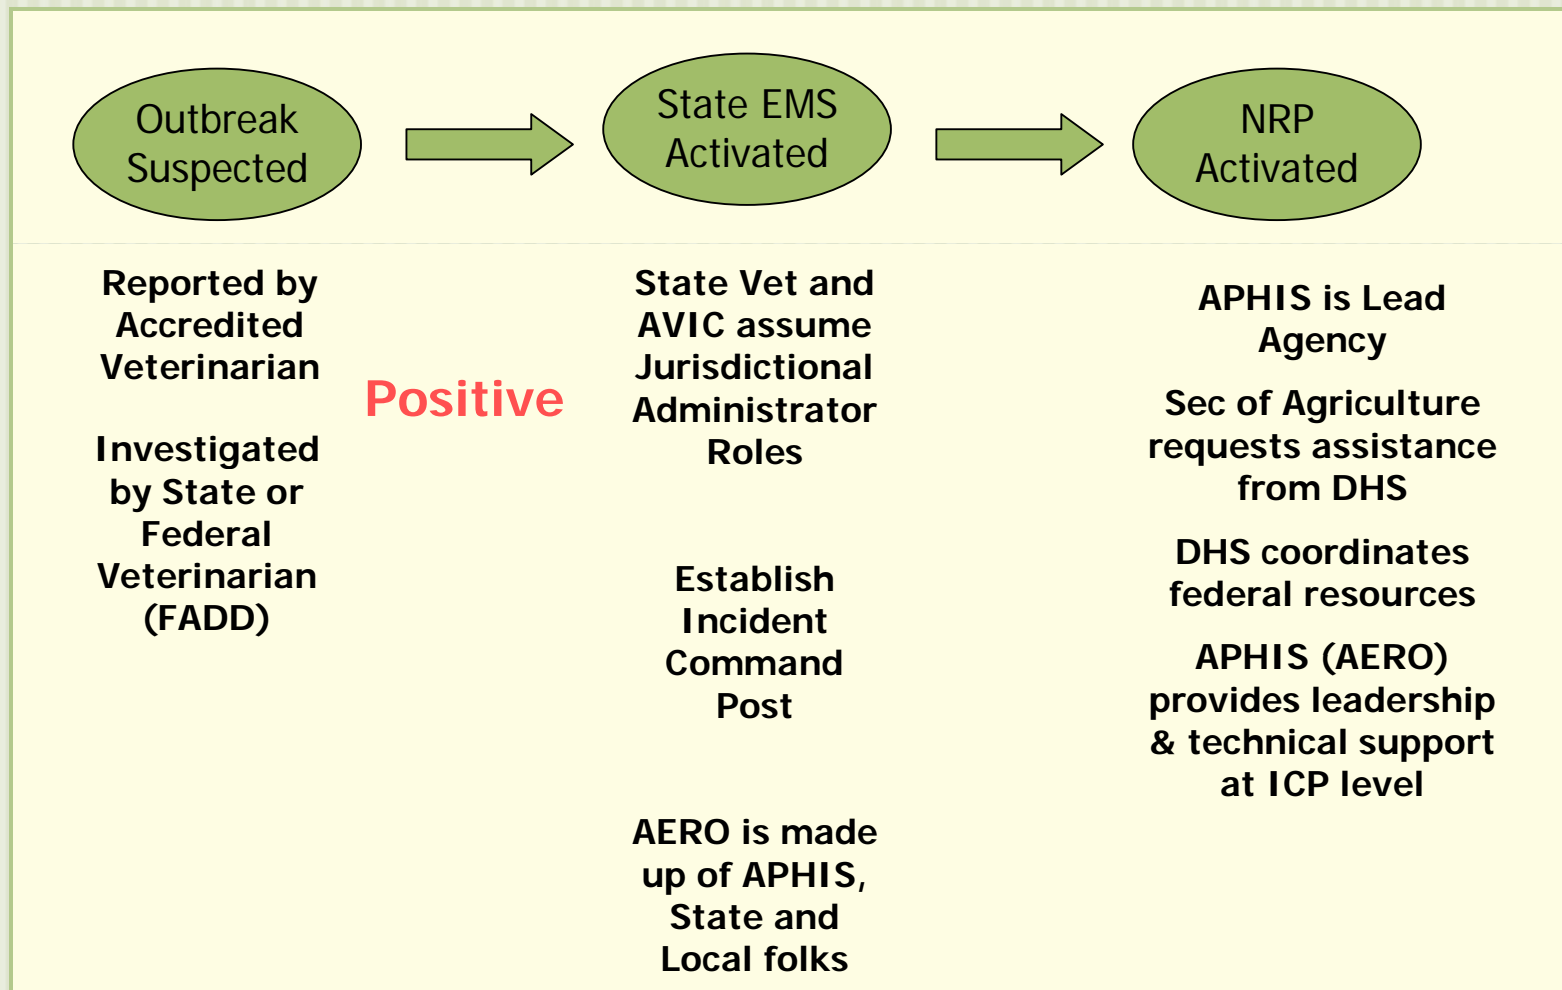 Outbreak
Suspected
State EMS
Activated
NRP
Activated
Reported by
Accredited
Veterinarian
Investigated
by State or
Federal
Veterinarian
(FADD)
Positive
State Vet and
AVIC assume
Jurisdictional
Administrator
Roles
Establish
Incident
Command
Post
AERO is made
up of APHIS,
State and
Local folks
APHIS is Lead
Agency
Sec of Agriculture
requests assistance
from DHS
DHS coordinates
federal resources
APHIS (AERO)
provides leadership
& technical support
at ICP level